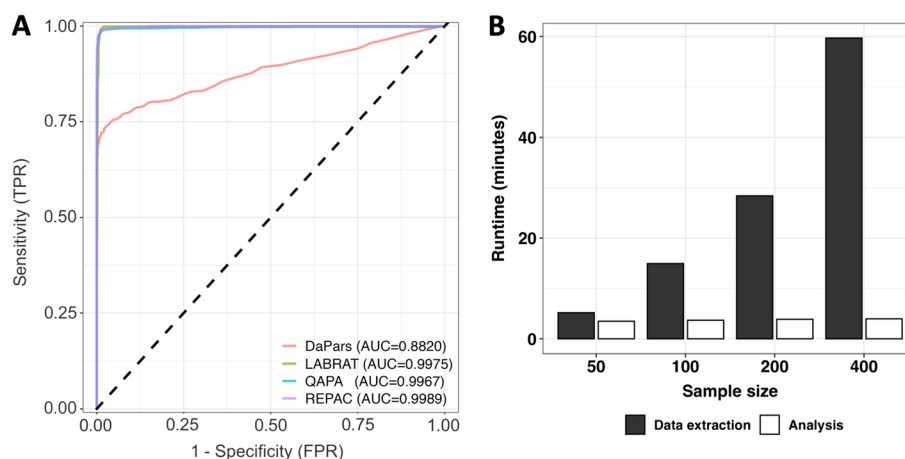 A
1.00
0.75
0.50
0.25
0.00
Sensitivity (TPR)
DaPars (AUC=0.8820)
LABRAT (AUC=0.9975)
QAPA (AUC=0.9967)
REPAC (AUC=0.9989)
0.00 0.25 0.50 0.75 1.00
1 - Specificity (FPR)
B
60
40
20
0
Runtime (minutes)
50 100 200 400
Sample size
Data extraction Analysis